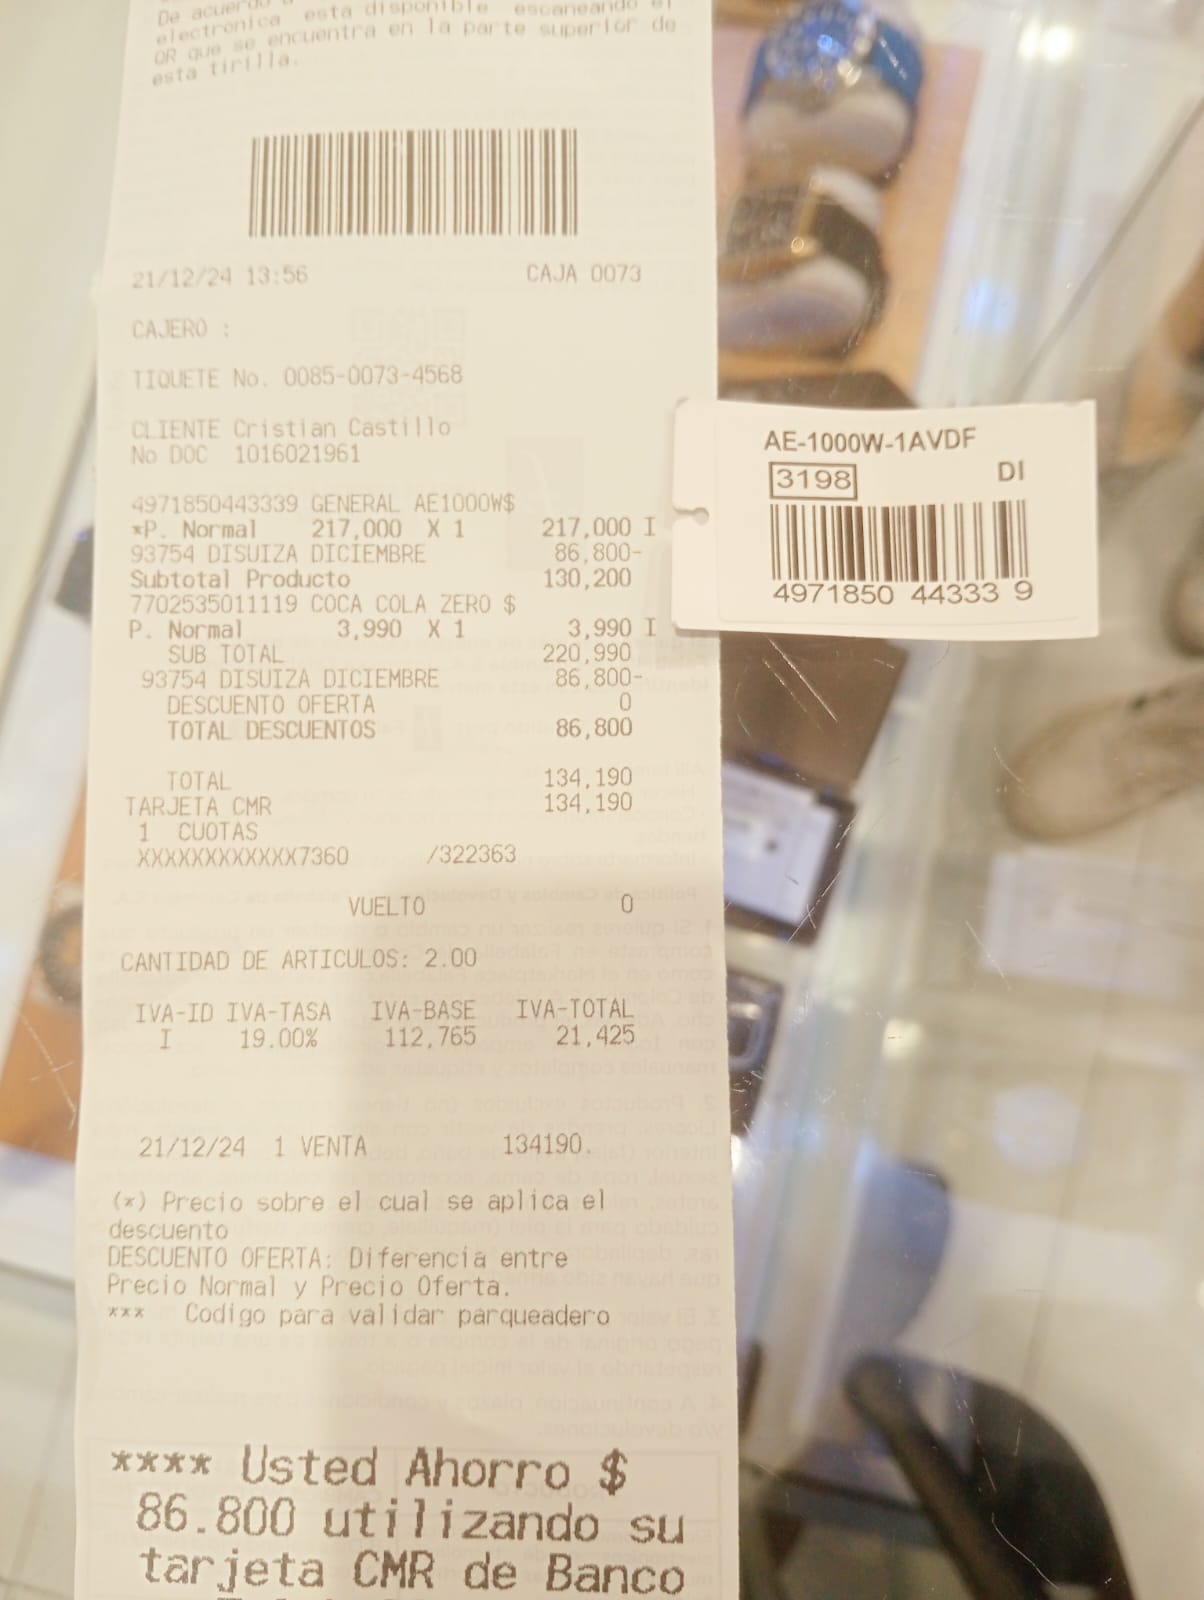 De acuerdo
electronica esta disponible escaneando el
QR que se encuentra en la parte superior de
esta tirilla.
21/12/24 13:56 CAJA 0073
CAJERO :
TIQUETE No. 0085-0073-4568
CLIENTE Cristian Castillo
No DOC 1016021961
4971850443339 GENERAL AE1000W$
*P. Normal 217,000 X 1 217,000 I
93754 DISUIZA DICIEMBRE 86,800-
Subtotal Producto 130,200
7702535011119 COCA COLA ZERO $
P. Normal 3,990 X 1 3,990 I
SUB TOTAL 220,990
93754 DISUIZA DICIEMBRE 86,800-
DESCUENTO OFERTA 0
TOTAL DESCUENTOS 86,800
TOTAL 134,190
TARJETA CMR 134,190
1 CUOTAS
XXXXXXXXXXXX7360 /322363
VUELTO 0
CANTIDAD DE ARTICULOS: 2.00
IVA-ID IVA-TASA IVA-BASE IVA-TOTAL
I 19.00% 112,765 21,425
21/12/24 1 VENTA 134190.
(*) Precio sobre el cual se aplica el
descuento
DESCUENTO OFERTA: Diferencia entre
Precio Normal y Precio Oferta.
*** Codigo para validar parqueadero
**** Usted Ahorro $
86.800 utilizando su
tarjeta CMR de Banco
AE-1000W-1AVDF
3198 DI
4971850 44333 9